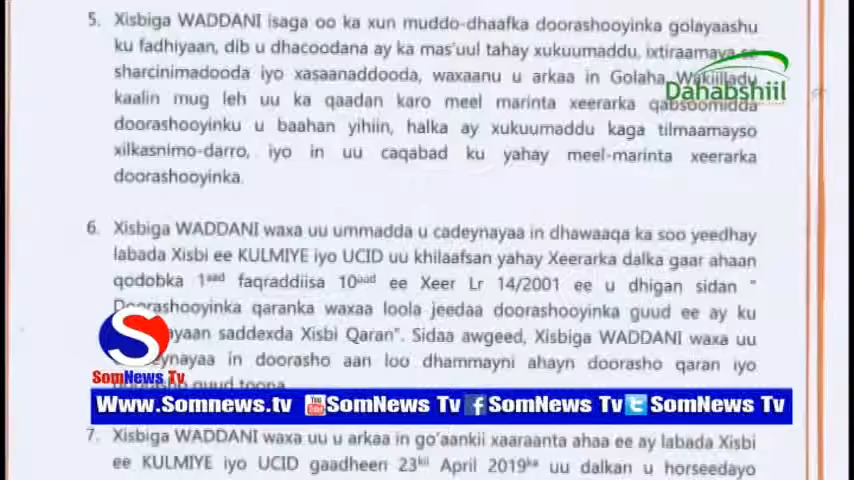 5. Xisbiga WADDANI isaga oo ka xun muddo-dhaafka doorashooyinka golayaashu
ku fadhiyaan, dib u dhacoodana ay ka mas'uul tahay xukuumaddu, ixtiraamaya se
sharcinimadooda iyo xasaanaddooda, waxaanu u arkaa in Golaha Wakiilladu
kaalin mug leh uu ka qaadan karo meel marinta xeerarka qabsoomidda
doorashooyinku u baahan yihiin, halka ay xukuumaddu kaga tilmaamayso
xilkasnimo-darro, iyo in uu caqabad ku yahay meel-marinta xeerarka
doorashooyinka.
Dahabshiil
6. Xisbiga WADDANI waxa uu ummadda u cadeynayaa in dhawaaqa ka soo yeedhay
labada Xisbi ee KULMIYE iyo UCID uu khilaafsan yahay Xeerarka dalka gaar ahaan
qodobka 1aad faqraddiisa 10aad ee Xeer Lr 14/2001 ee u dhigan sidan "
Doorashooyinka qaranka waxaa loola jeedaa doorashooyinka guud ee ay ku
saddexda Xisbi Qaran". Sidaa awgeed, Xisbiga WADDANI waxa uu
in doorasho aan loo dhammayni ahayn doorasho qaran iyo
guud toona.
SomNews Tv
Www.Somnews.tv You Tube SomNews Tv f SomNews Tv SomNews Tv
7. Xisbiga WADDANI waxa uu u arkaa in go'aankii xaaraanta ahaa ee ay labada Xisbi
ee KULMIYE iyo UCID gaadheen 23kii April 2019ka uu dalkan u horseedayo